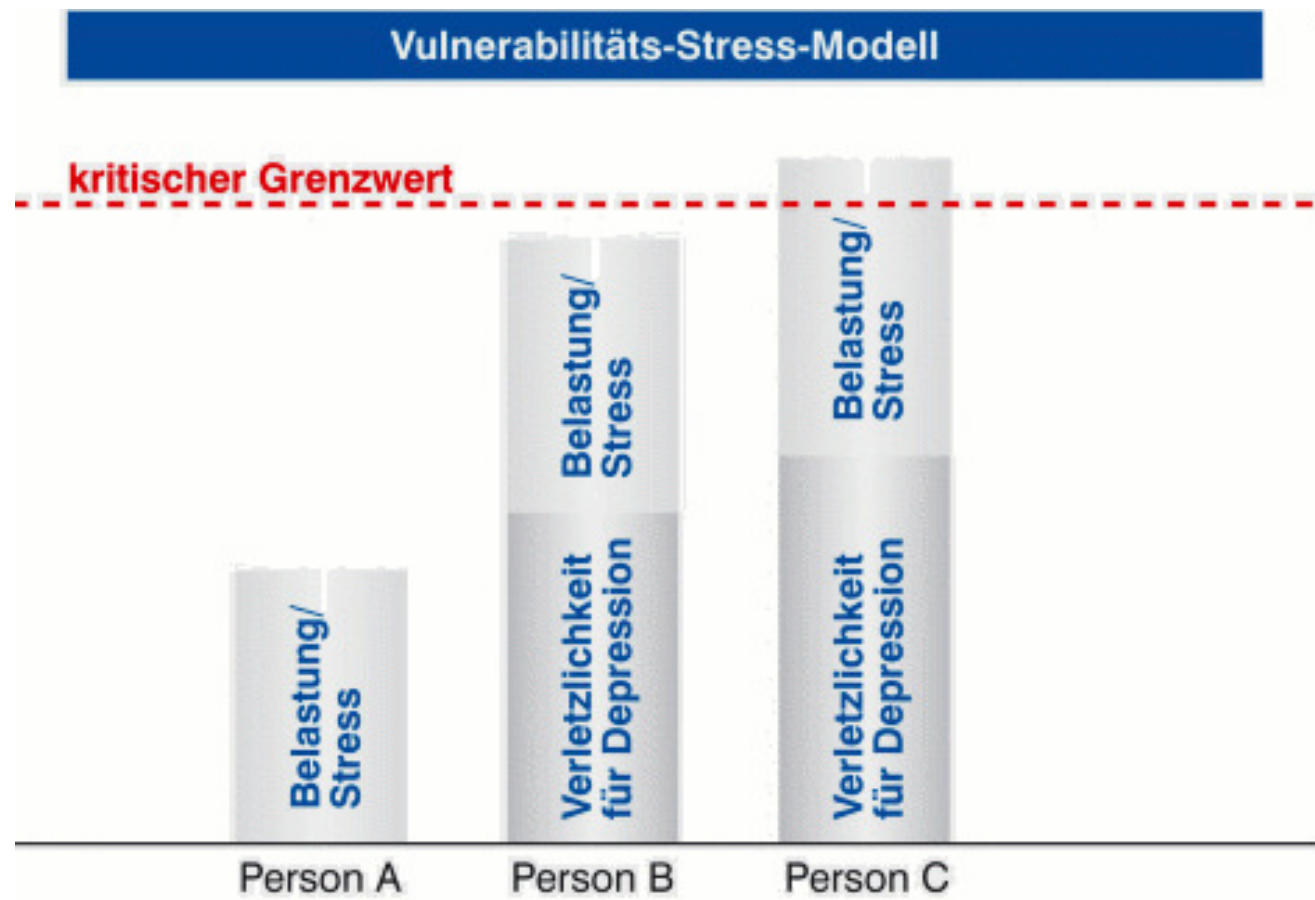 Vulnerabilitäts-Stress-Modell
kritischer Grenzwert
Belastung/
Stress
Belastung/
Stress
Verletzlichkeit
für Depression
Belastung/
Stress
Verletzlichkeit
für Depression
Person A
Person B
Person C